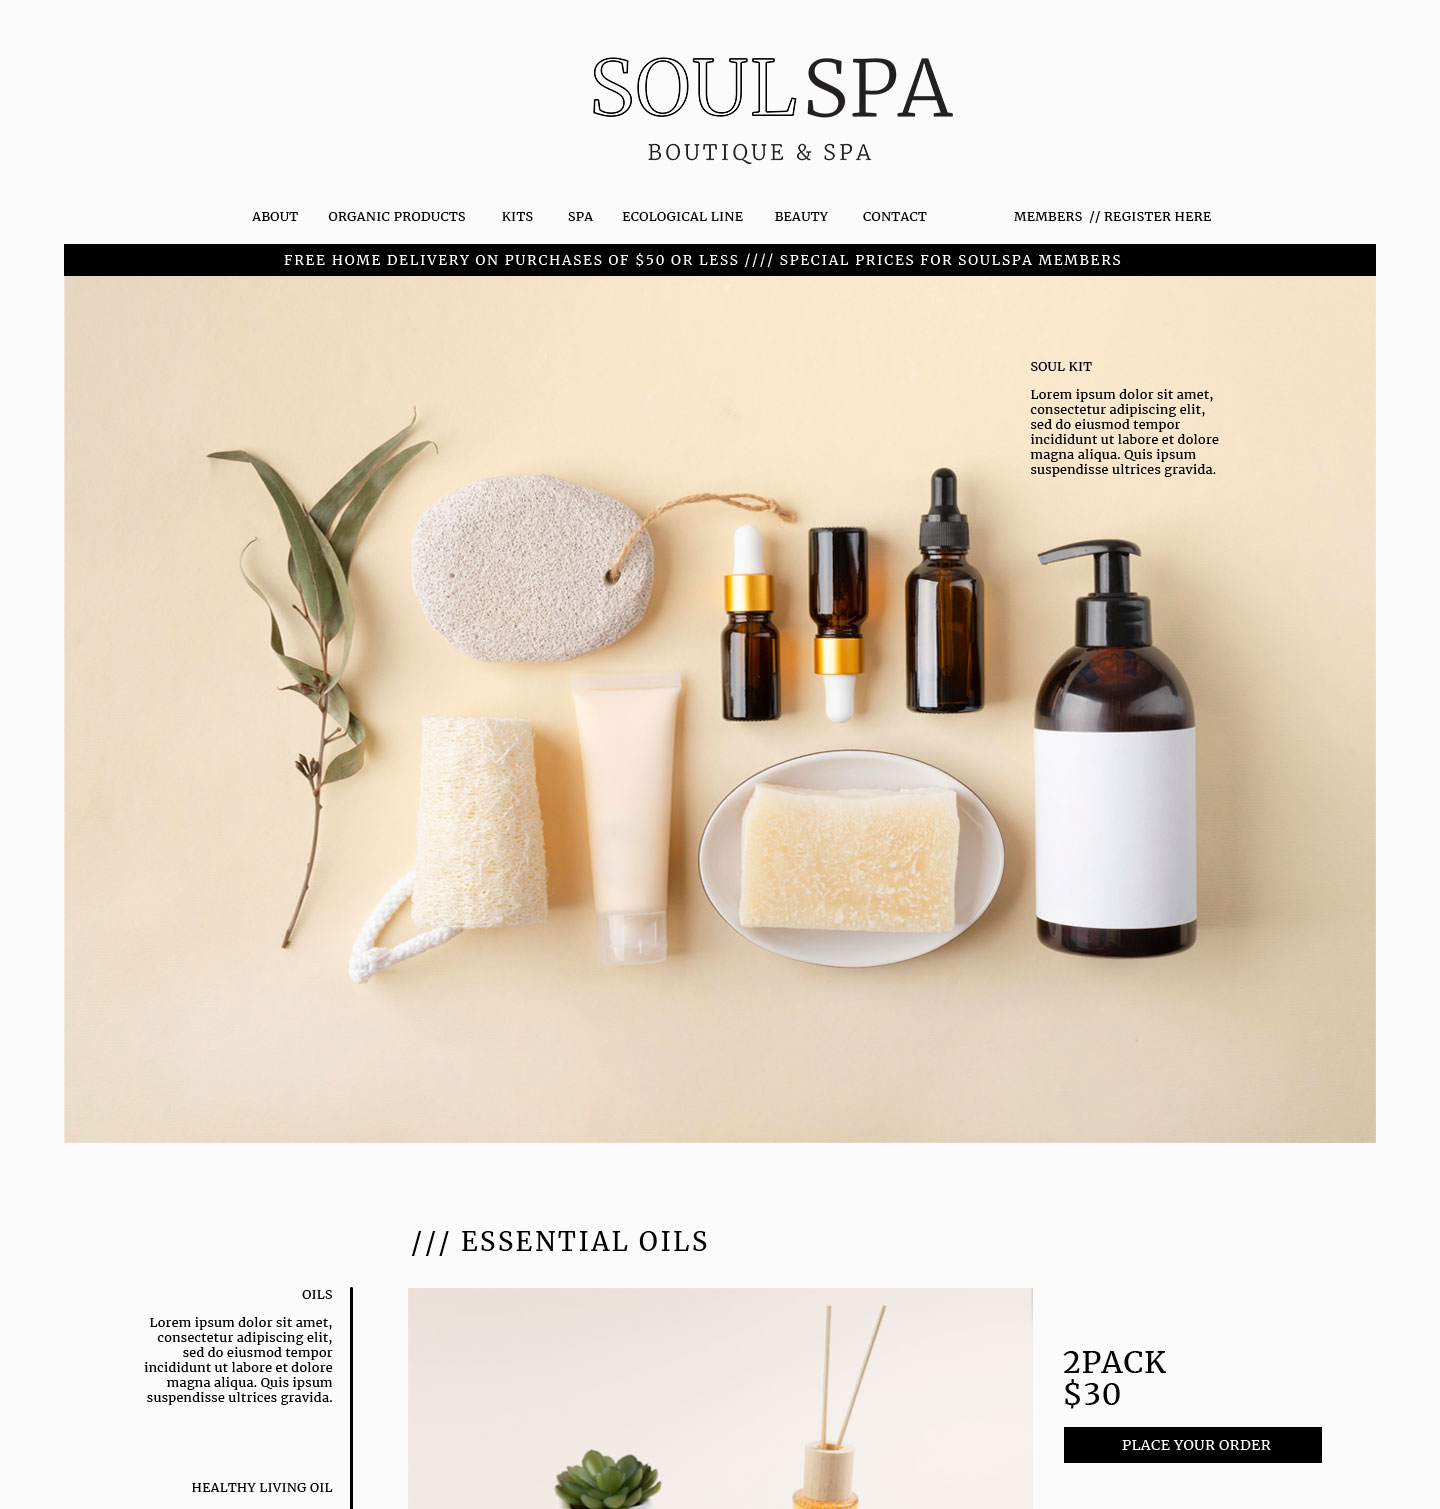 SOULSPA
BOUTIQUE & SPA
ABOUT ORGANIC PRODUCTS KITS SPA ECOLOGICAL LINE BEAUTY CONTACT MEMBERS // REGISTER HERE
FREE HOME DELIVERY ON PURCHASES OF $50 OR LESS //// SPECIAL PRICES FOR SOULSPA MEMBERS
SOUL KIT
Lorem ipsum dolor sit amet,
consectetur adipiscing elit,
sed do eiusmod tempor
incididunt ut labore et dolore
magna aliqua. Quis ipsum
suspendisse ultrices gravida.
/// ESSENTIAL OILS
OILS
Lorem ipsum dolor sit amet,
consectetur adipiscing elit,
sed do eiusmod tempor
incididunt ut labore et dolore
magna aliqua. Quis ipsum
suspendisse ultrices gravida.
HEALTHY LIVING OIL
2PACK
$30
PLACE YOUR ORDER